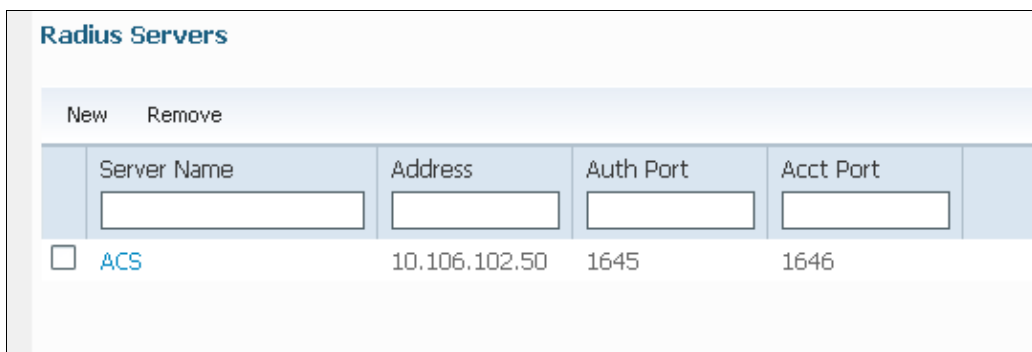 Radius Servers
New Remove
Server Name Address Auth Port Acct Port
ACS 10.106.102.50 1645 1646